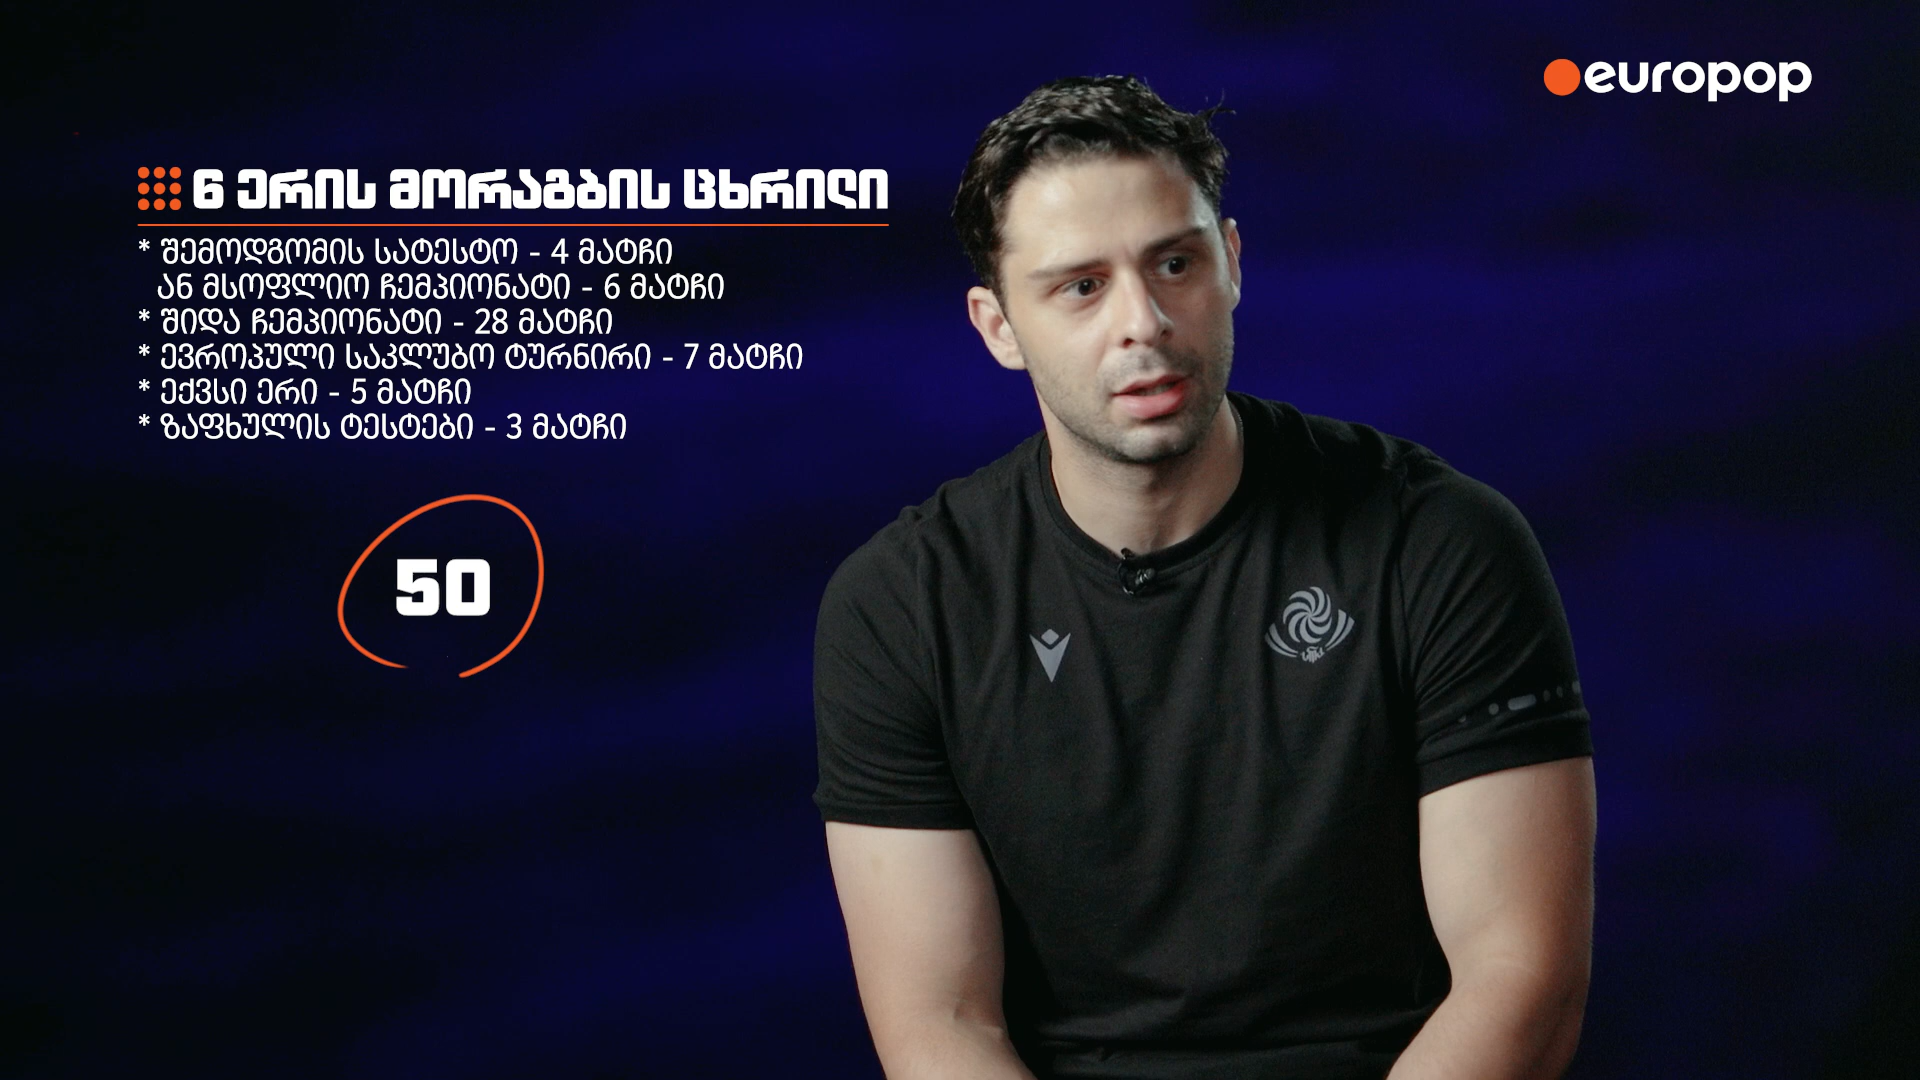 europop
6 ერის მორაგბის ცხრილი
* შემოდგომის სატესტო - 4 მატჩი
ან მსოფლიო ჩემპიონატი - 6 მატჩი
* შიდა ჩემპიონატი - 28 მატჩი
* ევროპული საკლუბო ტურნირი - 7 მატჩი
* ექვსი ერი - 5 მატჩი
* ზაფხულის ტესტები - 3 მატჩი
50